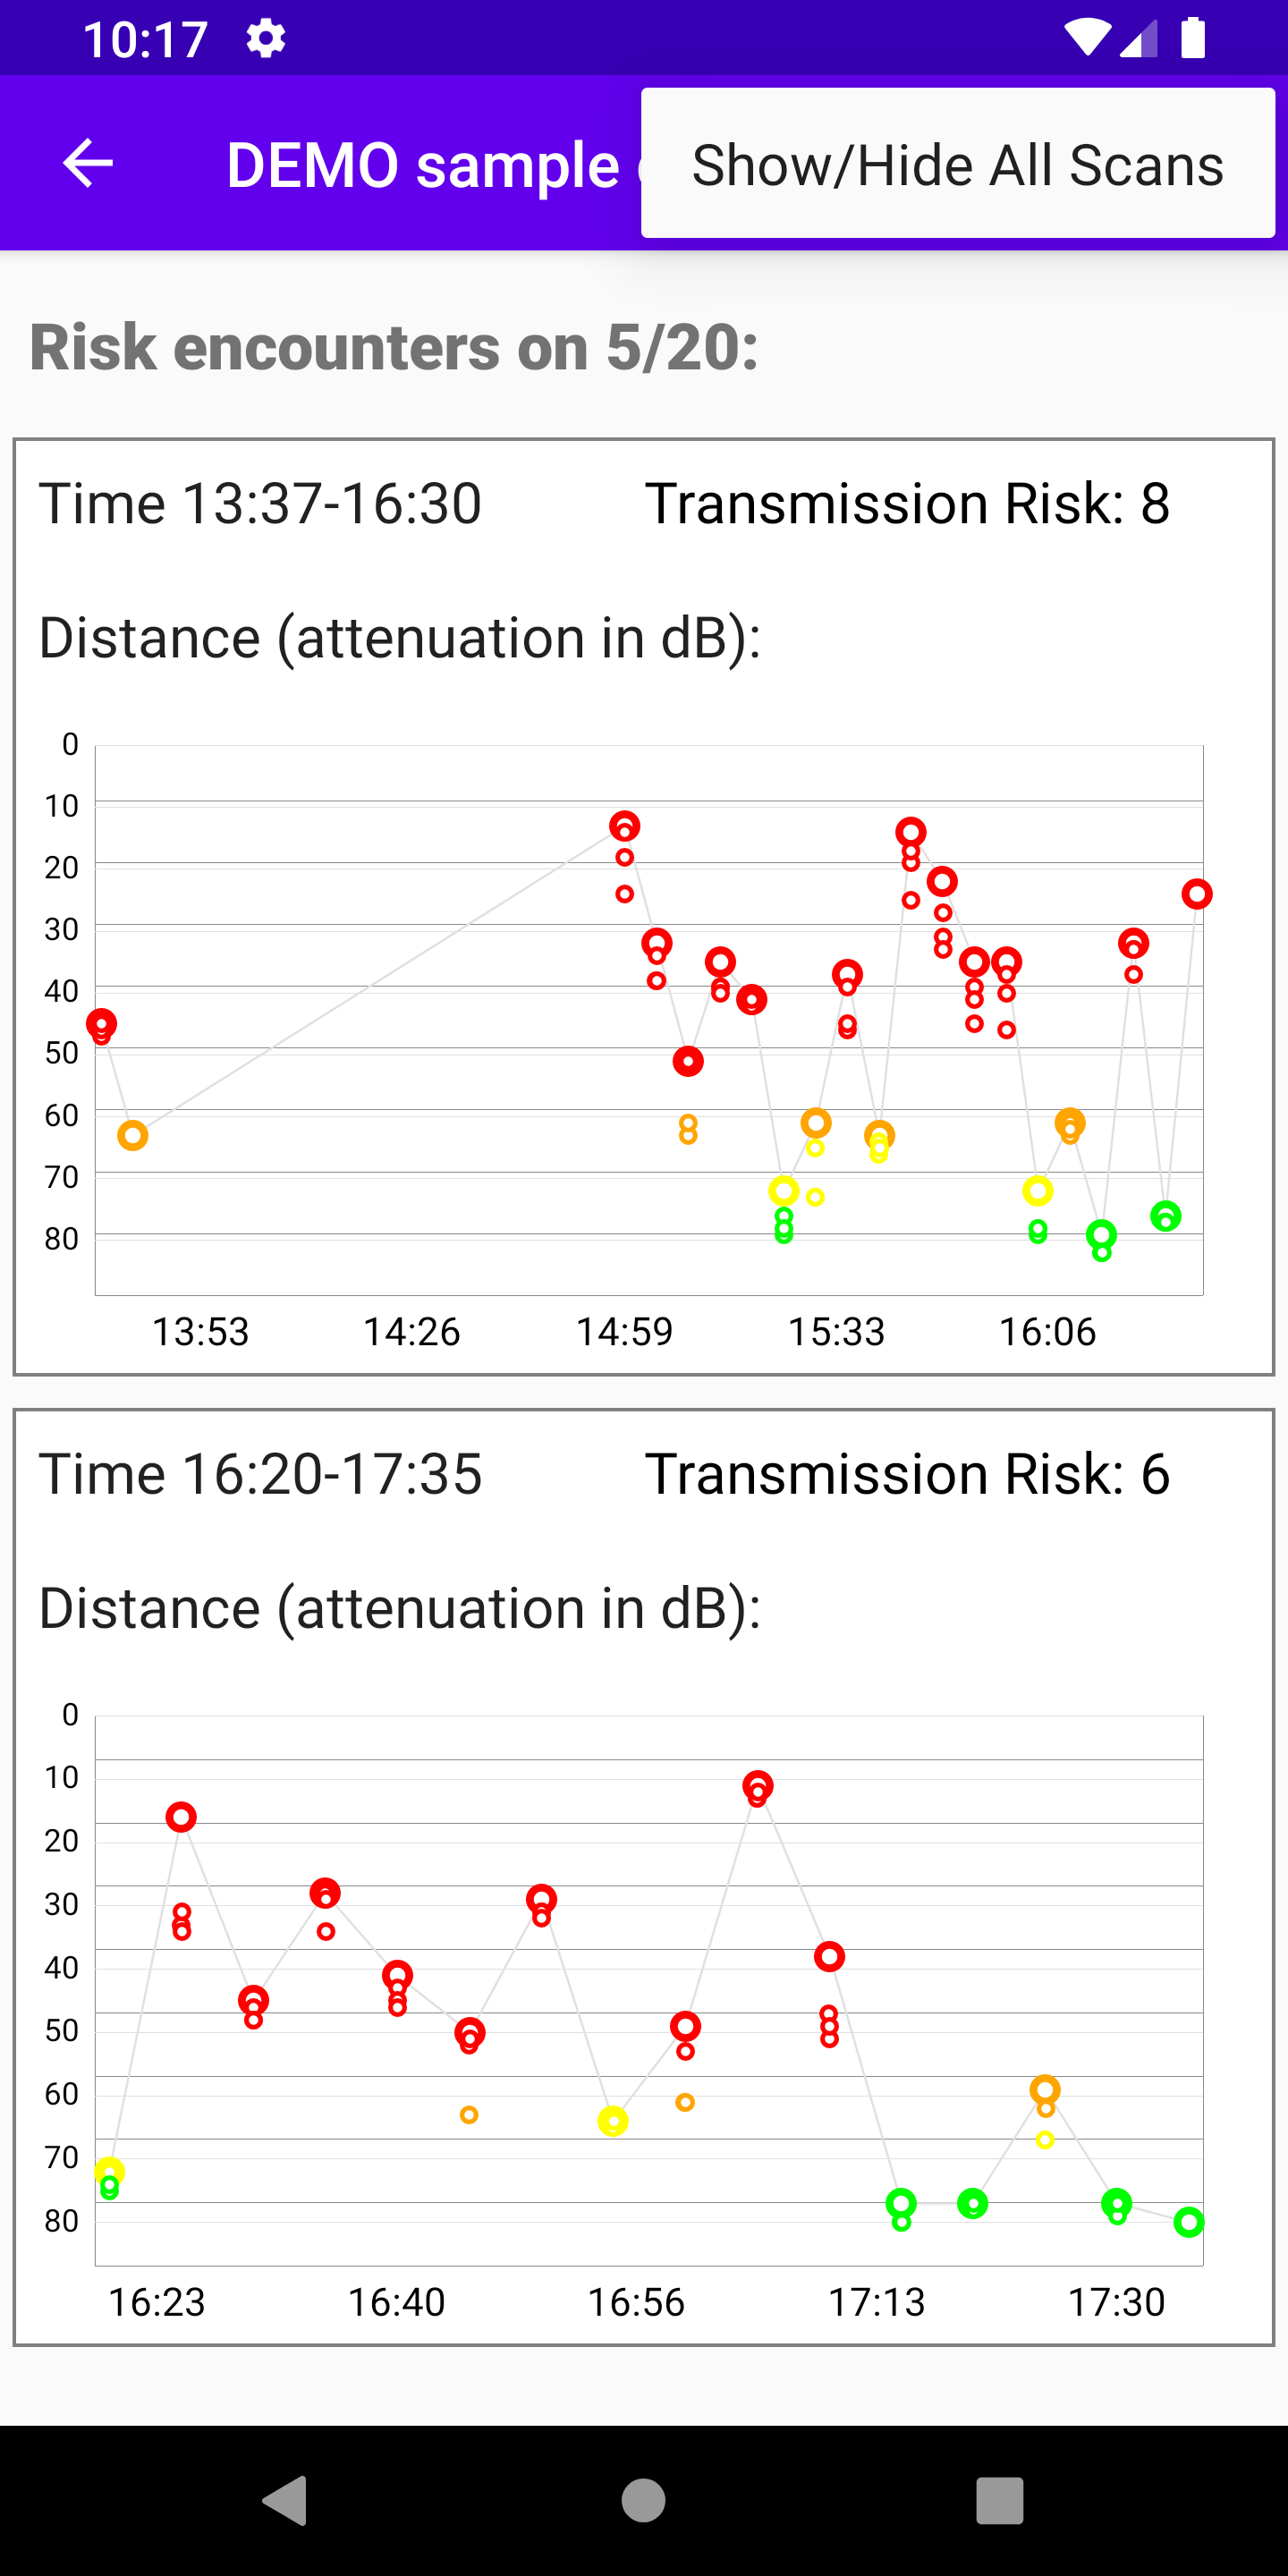 10:17
DEMO sample
Show/Hide All Scans
Risk encounters on 5/20:
Time 13:37-16:30 Transmission Risk: 8
Distance (attenuation in dB):
0
10
20
30
40
50
60
70
80
13:53 14:26 14:59 15:33 16:06
Time 16:20-17:35 Transmission Risk: 6
Distance (attenuation in dB):
0
10
20
30
40
50
60
70
80
16:23 16:40 16:56 17:13 17:30